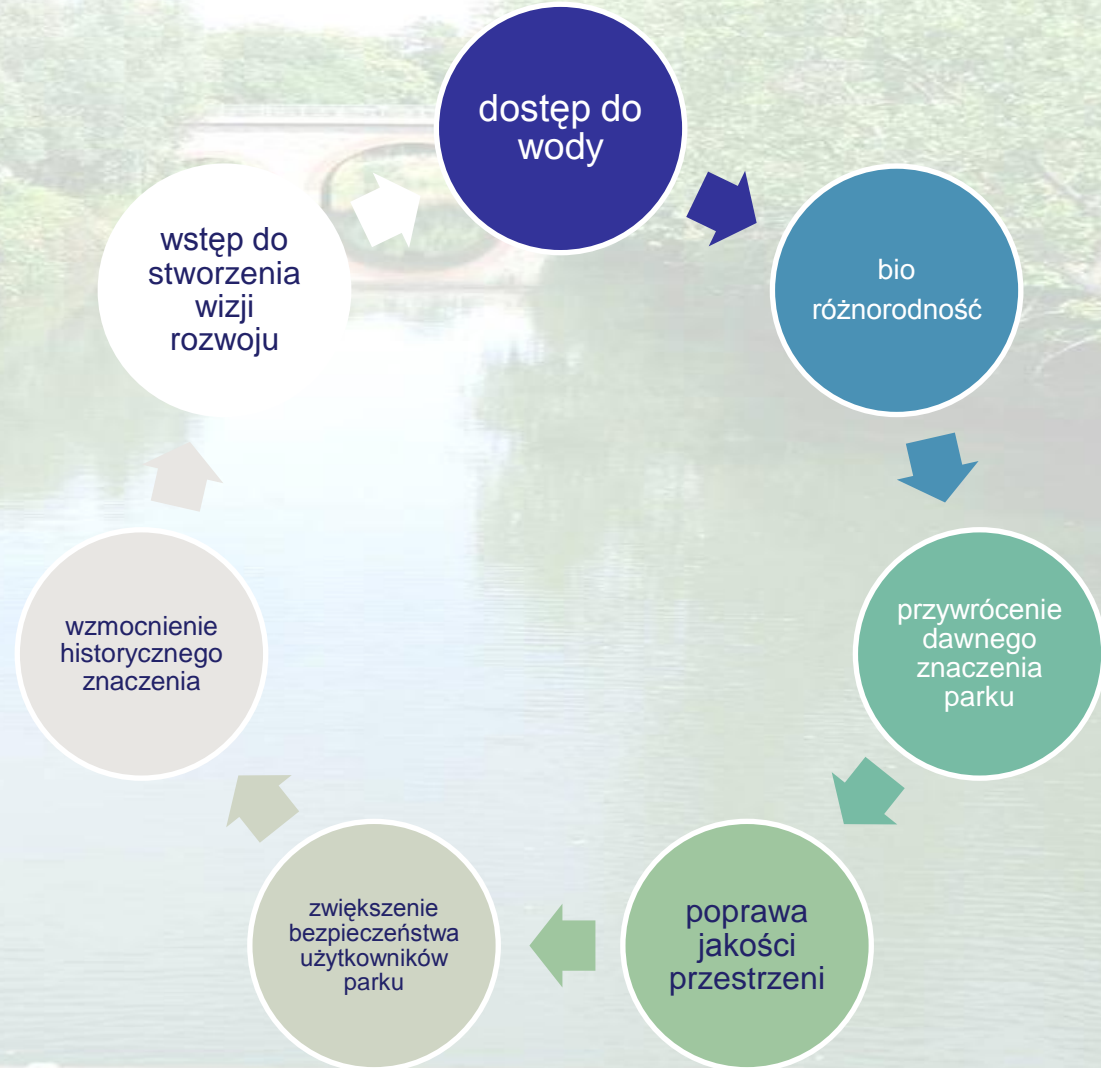 dostęp do
wody
bio
różnorodność
przywrócenie
dawnego
znaczenia
parku
poprawa
jakości
przestrzeni
zwiększenie
bezpieczeństwa
użytkowników
parku
wzmocnienie
historycznego
znaczenia
wstęp do
stworzenia
wizji
rozwoju